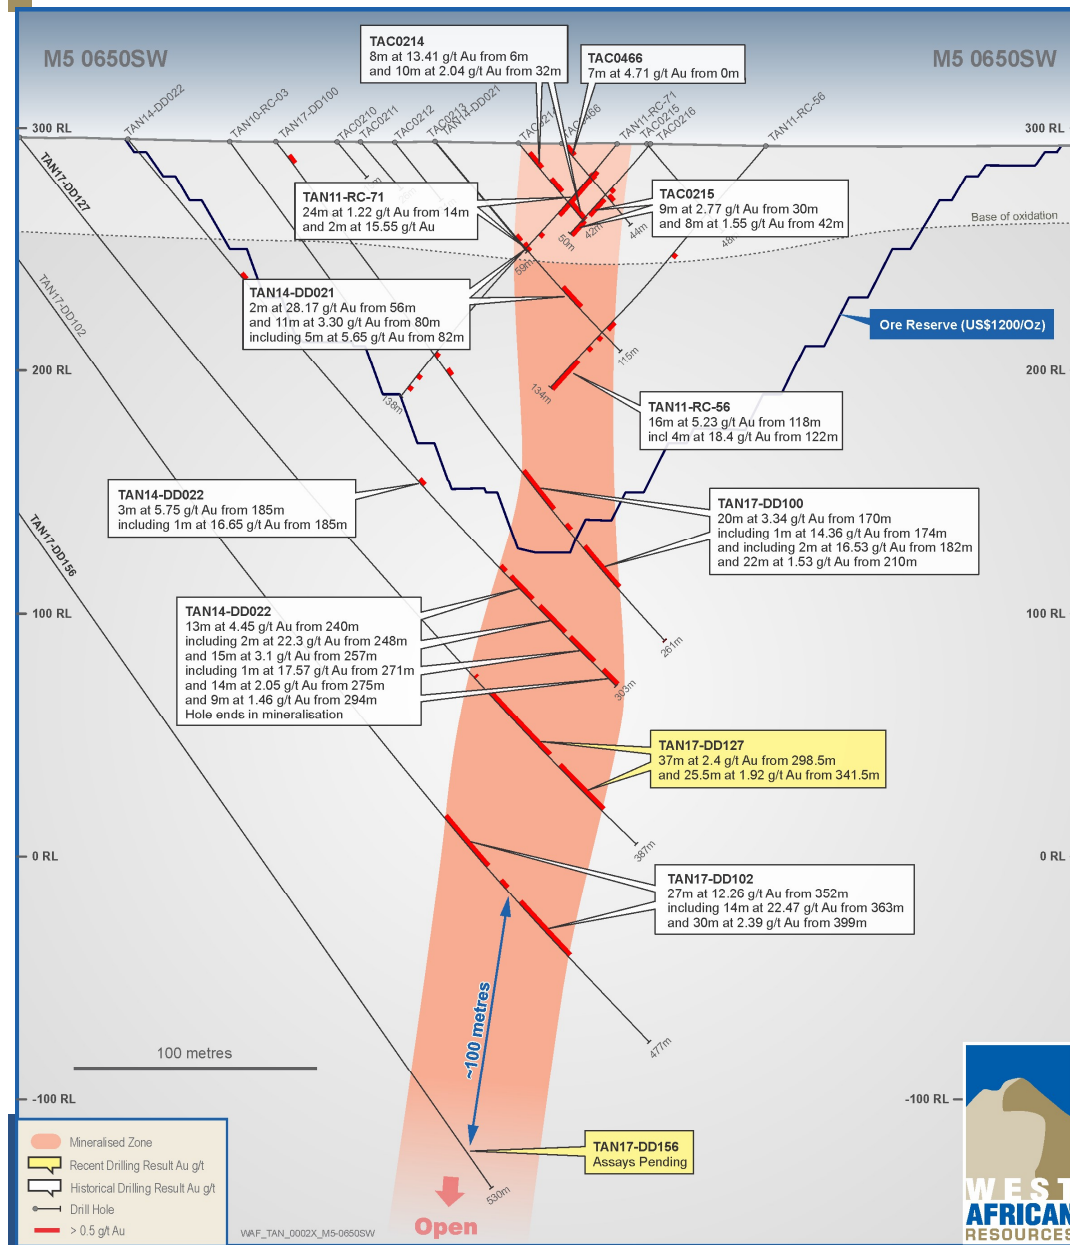 M5 0650SW
M5 0650SW
TAC0214
8m at 13.41 g/t Au from 6m
and 10m at 2.04 g/t Au from 32m
TAC0466
7m at 4.71 g/t Au from 0m
TAN14-DD022
TAN10-RC-03
TAN17-DD100
TAC0210
TAC0211
TAC0212
TAC0213
TAN14-DD021
TAN11-RC-71
TAC0215
TAC0216
TAN11-RC-56
300 RL
300 RL
TAN17-DD127
TAN11-RC-71
24m at 1.22 g/t Au from 14m
and 2m at 15.55 g/t Au
TAC0215
9m at 2.77 g/t Au from 30m
and 8m at 1.55 g/t Au from 42m
50m
42m
44m
48m
59m
Base of oxidation
TAN17-DD102
TAN14-DD021
2m at 28.17 g/t Au from 56m
and 11m at 3.30 g/t Au from 80m
including 5m at 5.65 g/t Au from 82m
Ore Reserve (US$1200/Oz)
115m
200 RL
200 RL
134m
138m
TAN11-RC-56
16m at 5.23 g/t Au from 118m
incl 4m at 18.4 g/t Au from 122m
TAN14-DD022
3m at 5.75 g/t Au from 185m
including 1m at 16.65 g/t Au from 185m
TAN17-DD100
20m at 3.34 g/t Au from 170m
including 1m at 14.36 g/t Au from 174m
and including 2m at 16.53 g/t Au from 182m
and 22m at 1.53 g/t Au from 210m
TAN17-DD156
100 RL
100 RL
TAN14-DD022
13m at 4.45 g/t Au from 240m
including 2m at 22.3 g/t Au from 248m
and 15m at 3.1 g/t Au from 257m
including 1m at 17.57 g/t Au from 271m
and 14m at 2.05 g/t Au from 275m
and 9m at 1.46 g/t Au from 294m
Hole ends in mineralisation
261m
303m
TAN17-DD127
37m at 2.4 g/t Au from 298.5m
and 25.5m at 1.92 g/t Au from 341.5m
387m
0 RL
0 RL
TAN17-DD102
27m at 12.26 g/t Au from 352m
including 14m at 22.47 g/t Au from 363m
and 30m at 2.39 g/t Au from 399m
~100 metres
477m
100 metres
-100 RL
-100 RL
TAN17-DD156
Assays Pending
530m
Open
Mineralised Zone
Recent Drilling Result Au g/t
Historical Drilling Result Au g/t
Drill Hole
> 0.5 g/t Au
WAF_TAN_0002X_M5-0650SW
WEST
AFRICAN
RESOURCES